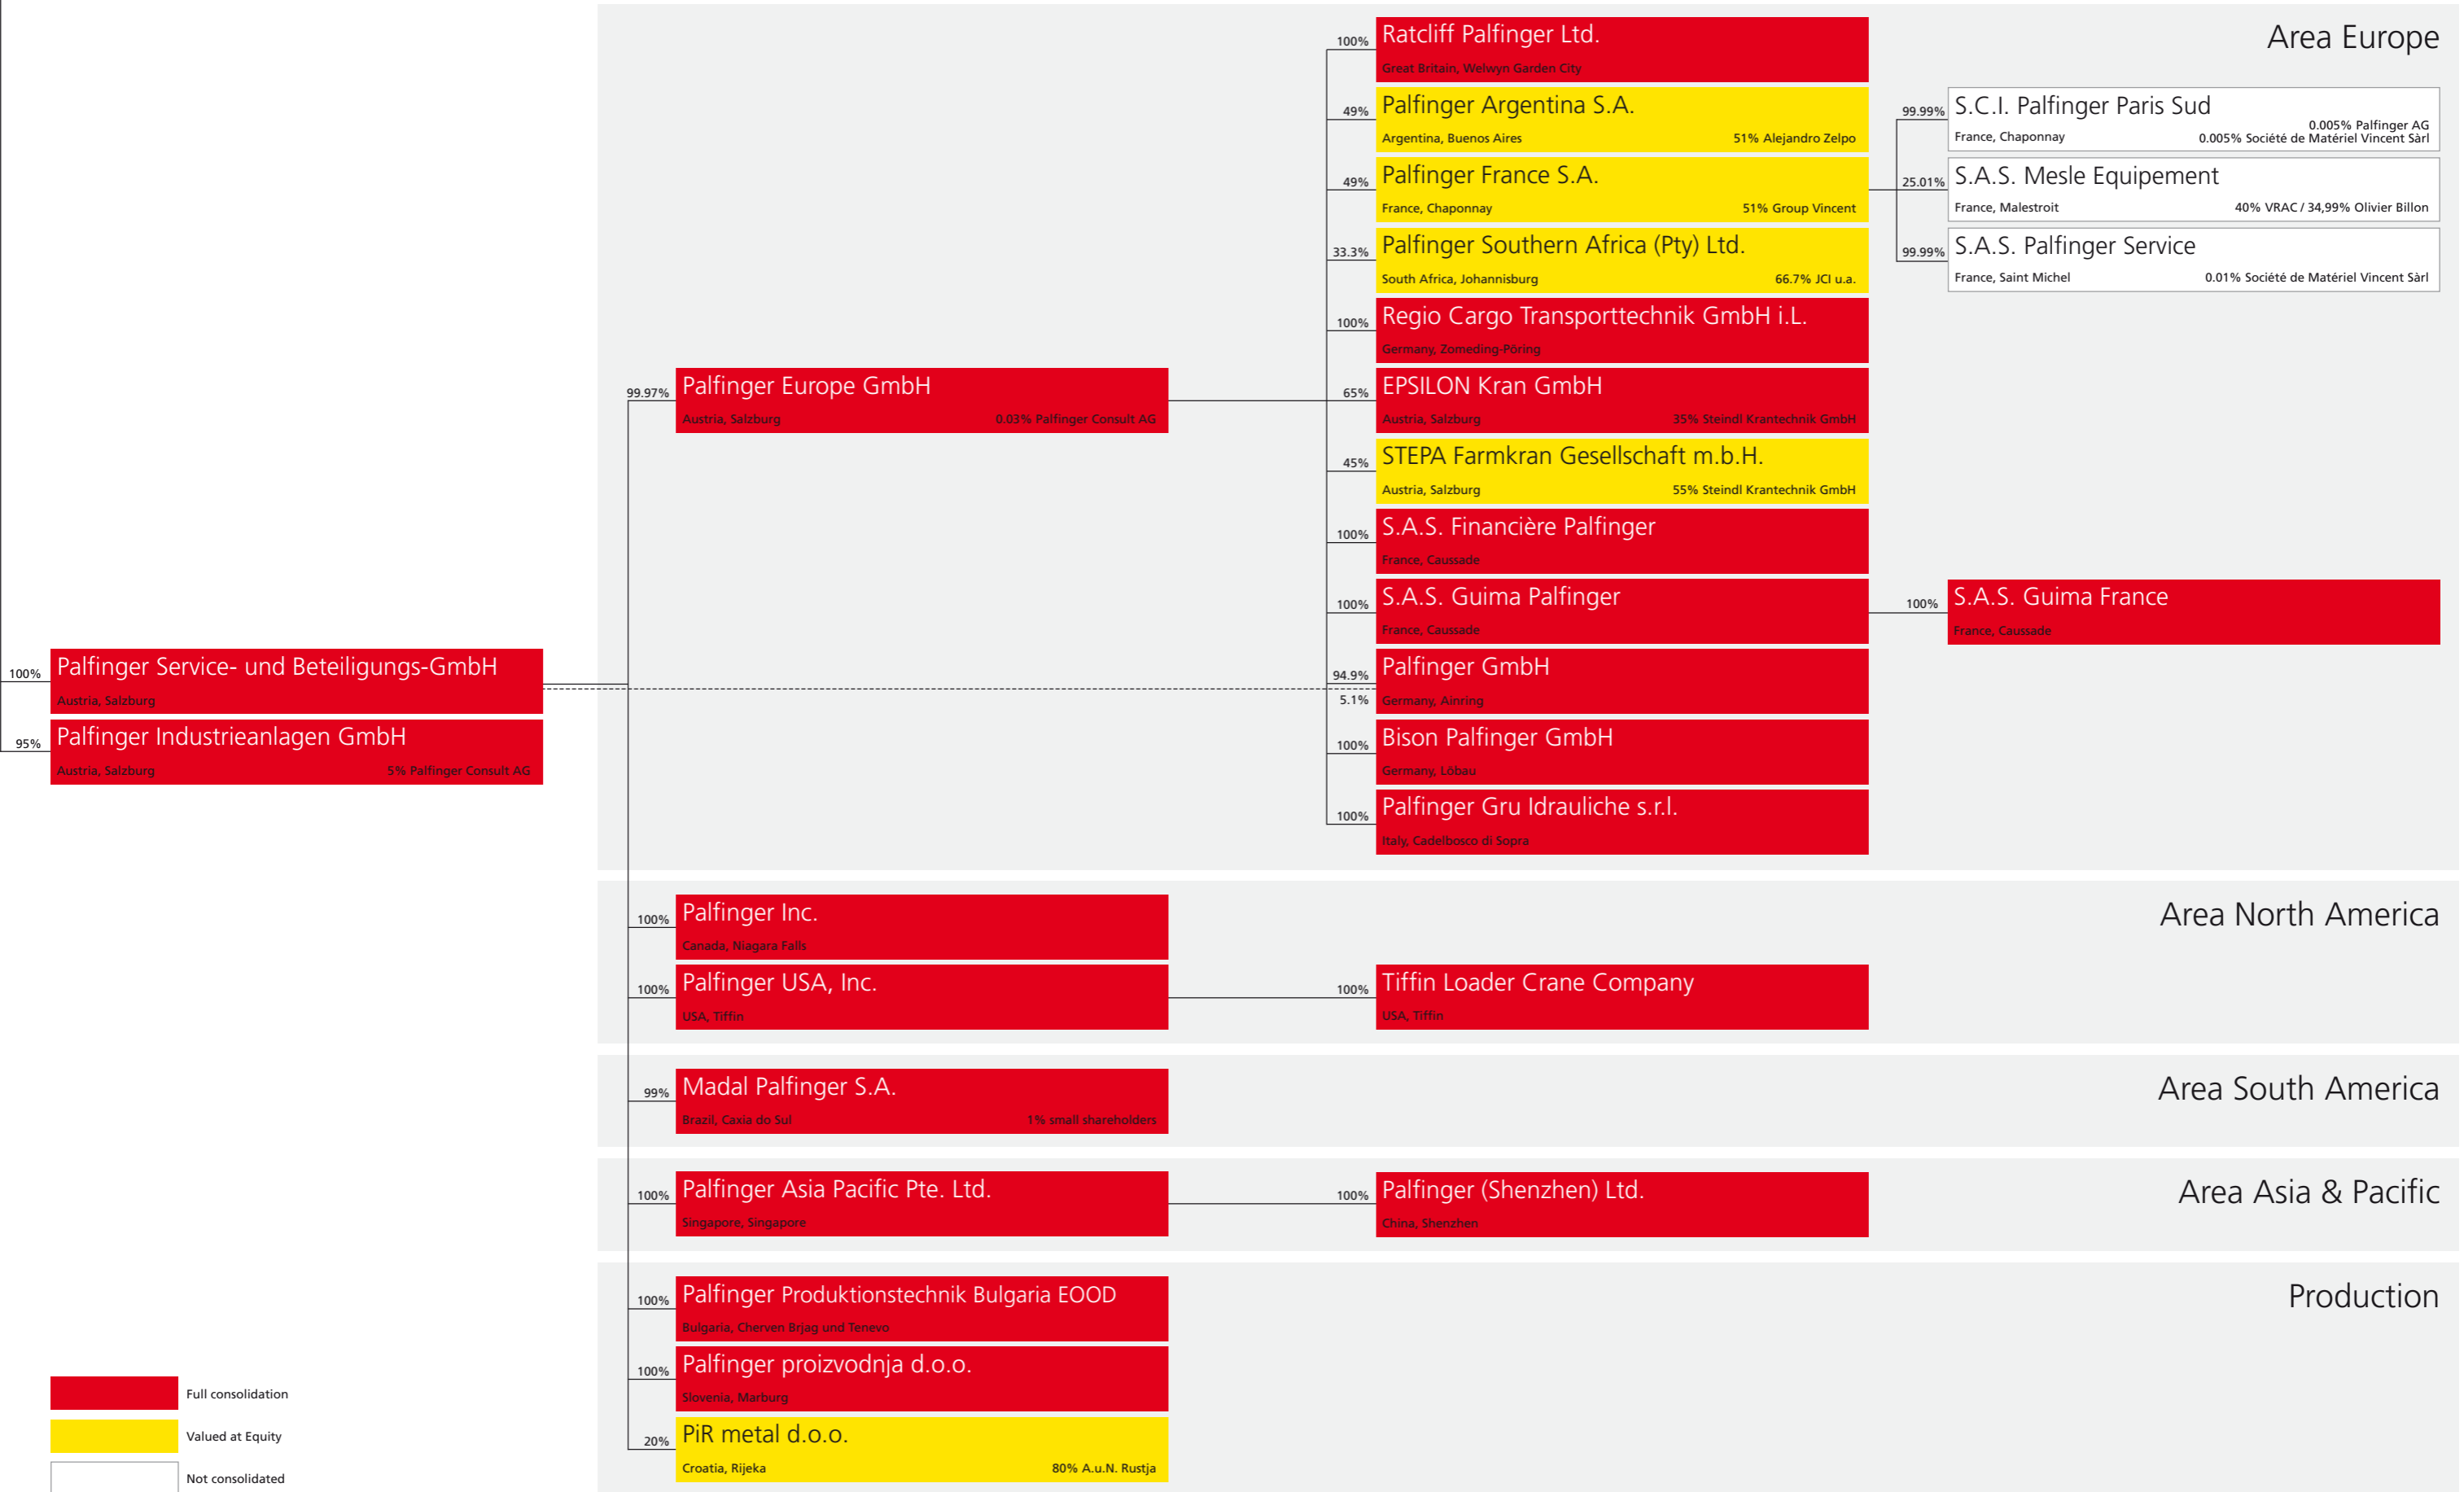 Area Europe
100%
Ratcliff Palfinger Ltd.
Great Britain, Welwyn Garden City
49%
Palfinger Argentina S.A.
Argentina, Buenos Aires
51% Alejandro Zelpo
99.99%
S.C.I. Palfinger Paris Sud
0.005% Palfinger AG
France, Chaponnay
0.005% Société de Matériel Vincent Sàrl
49%
Palfinger France S.A.
France, Chaponnay
51% Group Vincent
25.01%
S.A.S. Mesle Equipement
France, Malestroit
40% VRAC / 34,99% Olivier Billon
33.3%
Palfinger Southern Africa (Pty) Ltd.
South Africa, Johannisburg
66.7% JCI u.a.
99.99%
S.A.S. Palfinger Service
France, Saint Michel
0.01% Société de Matériel Vincent Sàrl
100%
Regio Cargo Transporttechnik GmbH i.L.
Germany, Zorneding-Pöring
99.97%
Palfinger Europe GmbH
Austria, Salzburg
0.03% Palfinger Consult AG
65%
EPSILON Kran GmbH
Austria, Salzburg
35% Steindl Krantechnik GmbH
45%
STEPA Farmkran Gesellschaft m.b.H.
Austria, Salzburg
55% Steindl Krantechnik GmbH
100%
S.A.S. Financière Palfinger
France, Caussade
100%
S.A.S. Guima Palfinger
France, Caussade
100%
S.A.S. Guima France
France, Caussade
100%
Palfinger Service- und Beteiligungs-GmbH
Austria, Salzburg
94.9%
5.1%
Palfinger GmbH
Germany, Ainring
95%
Palfinger Industrieanlagen GmbH
Austria, Salzburg
5% Palfinger Consult AG
100%
Bison Palfinger GmbH
Germany, Löbau
100%
Palfinger Gru Idrauliche s.r.l.
Italy, Cadelbosco di Sopra
Area North America
100%
Palfinger Inc.
Canada, Niagara Falls
100%
Palfinger USA, Inc.
USA, Tiffin
100%
Tiffin Loader Crane Company
USA, Tiffin
Area South America
99%
Madal Palfinger S.A.
Brazil, Caxia do Sul
1% small shareholders
Area Asia & Pacific
100%
Palfinger Asia Pacific Pte. Ltd.
Singapore, Singapore
100%
Palfinger (Shenzhen) Ltd.
China, Shenzhen
Production
100%
Palfinger Produktionstechnik Bulgaria EOOD
Bulgaria, Cherven Brjag und Tenevo
100%
Palfinger proizvodnja d.o.o.
Slovenia, Marburg
20%
PiR metal d.o.o.
Croatia, Rijeka
80% A.u.N. Rustja
Full consolidation
Valued at Equity
Not consolidated